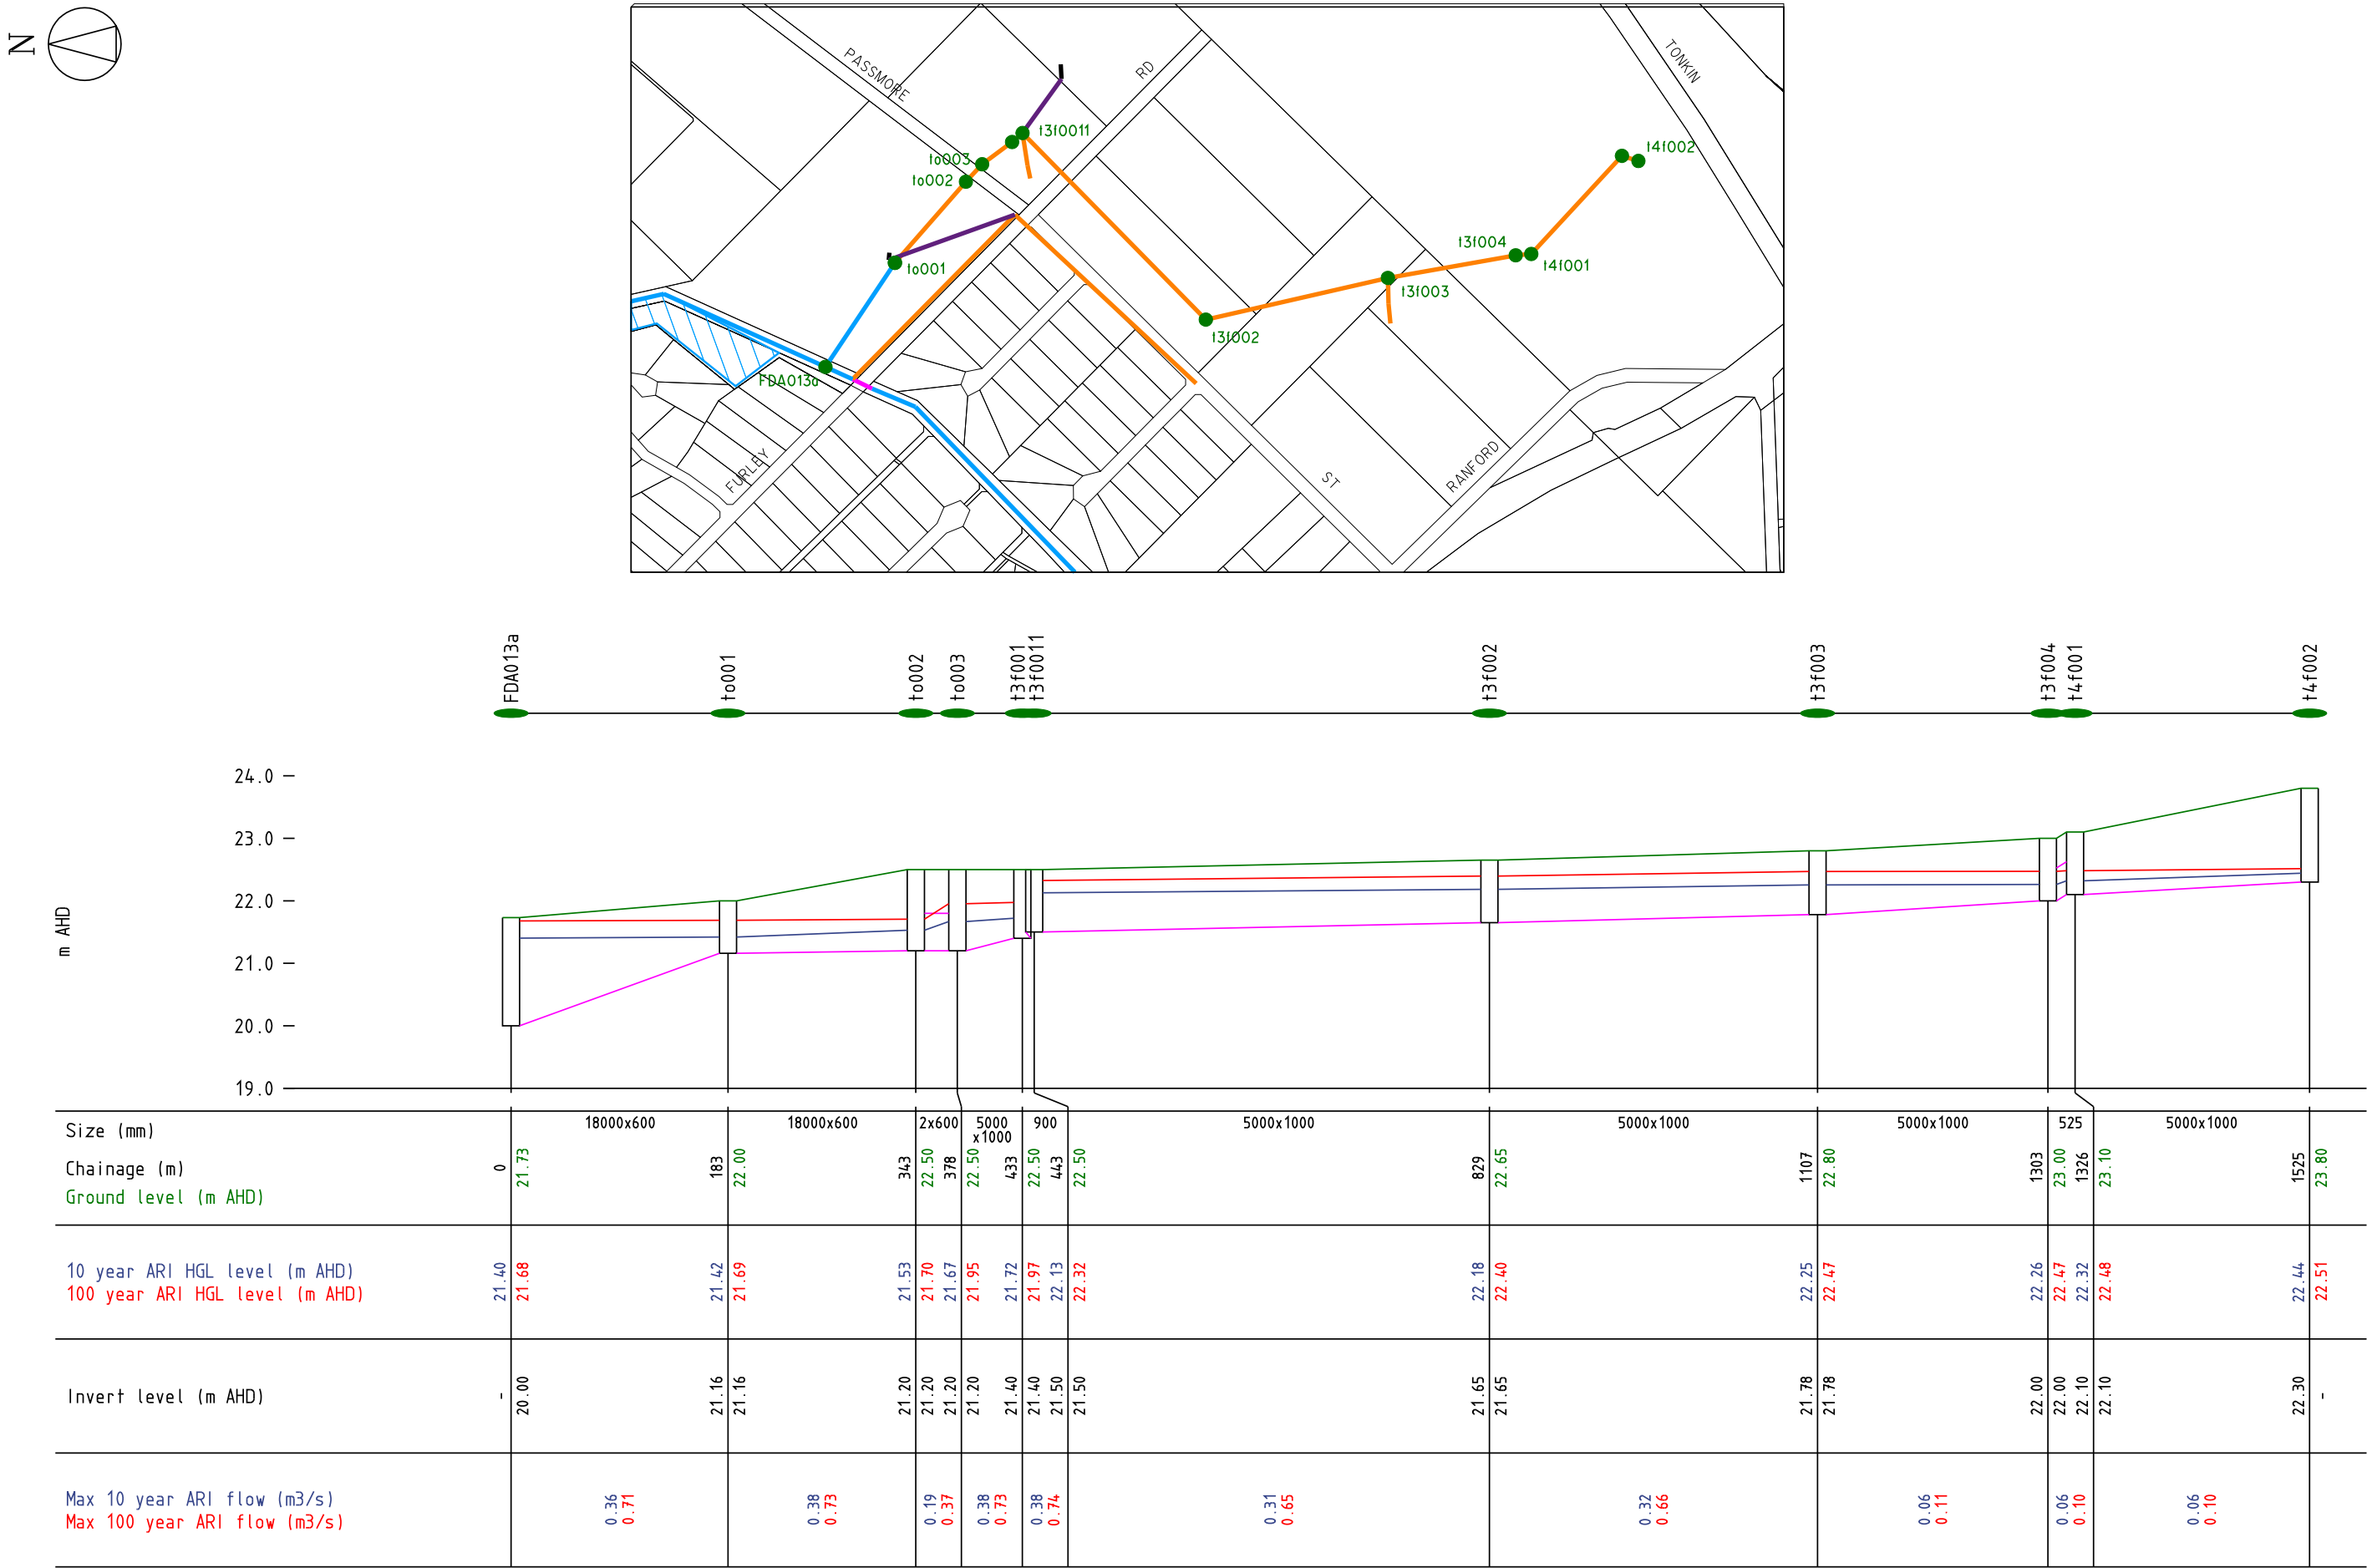 N
PASSMORE
RD
TONKIN
t3f0011
to003
to002
t4f002
t3f004
to001
t4f001
t3f003
t3f002
FDA013a
FURLEY
ST
RANFORD
FDA013a to001 to002 to003 t3f001 t3f0011 t3f002 t3f003 t3f004 t4f001 t4f002
24.0
23.0
22.0
m AHD
21.0
20.0
19.0
Size (mm) 18000x600 18000x600 2x600 5000 x1000 900 5000x1000 5000x1000 5000x1000 525 5000x1000
Chainage (m) 0 183 343 378 433 443 829 1107 1303 1326 1525
Ground level (m AHD) 21.73 22.00 22.50 22.50 22.50 22.50 22.65 22.80 23.00 23.10 23.80
10 year ARI HGL level (m AHD) 21.40 21.42 21.53 21.67 21.72 22.13 22.18 22.25 22.26 22.32 22.44
100 year ARI HGL level (m AHD) 21.68 21.69 21.70 21.95 21.97 22.32 22.40 22.47 22.47 22.48 22.51
Invert level (m AHD) - 20.00 21.16 21.16 21.20 21.20 21.20 21.20 21.40 21.40 21.50 21.50 21.65 21.65 21.78 21.78 22.00 22.00 22.10 22.10 22.30 -
Max 10 year ARI flow (m3/s) 0.36 0.38 0.19 0.38 0.38 0.31 0.32 0.06 0.06 0.06
Max 100 year ARI flow (m3/s) 0.71 0.73 0.37 0.73 0.74 0.65 0.66 0.11 0.10 0.10